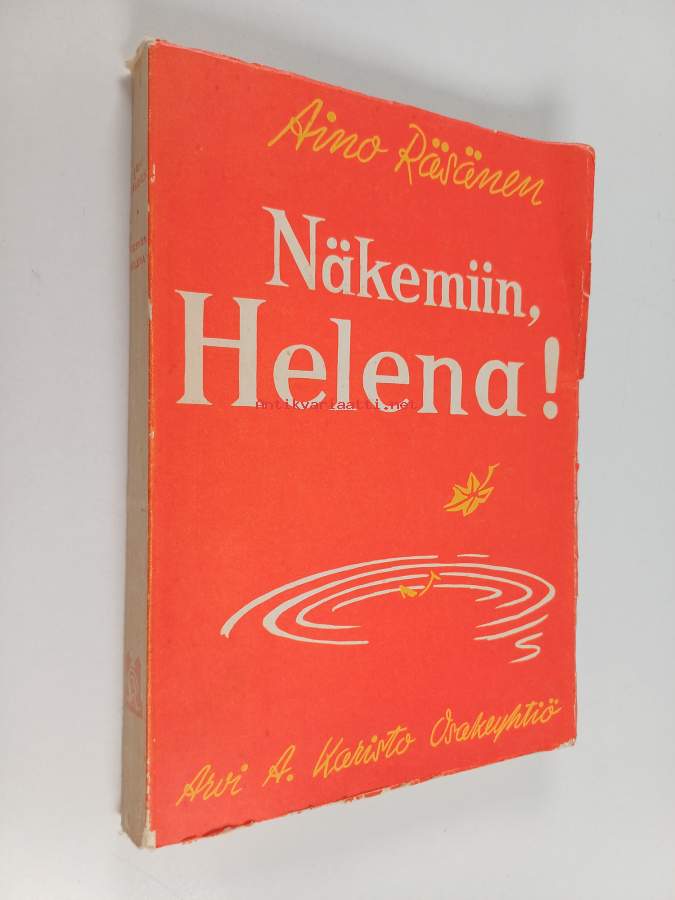 Aino Räsänen
Näkemiin,
Helena!
antikvariaatti.net
Arvi A. Karisto Osakeyhtiö